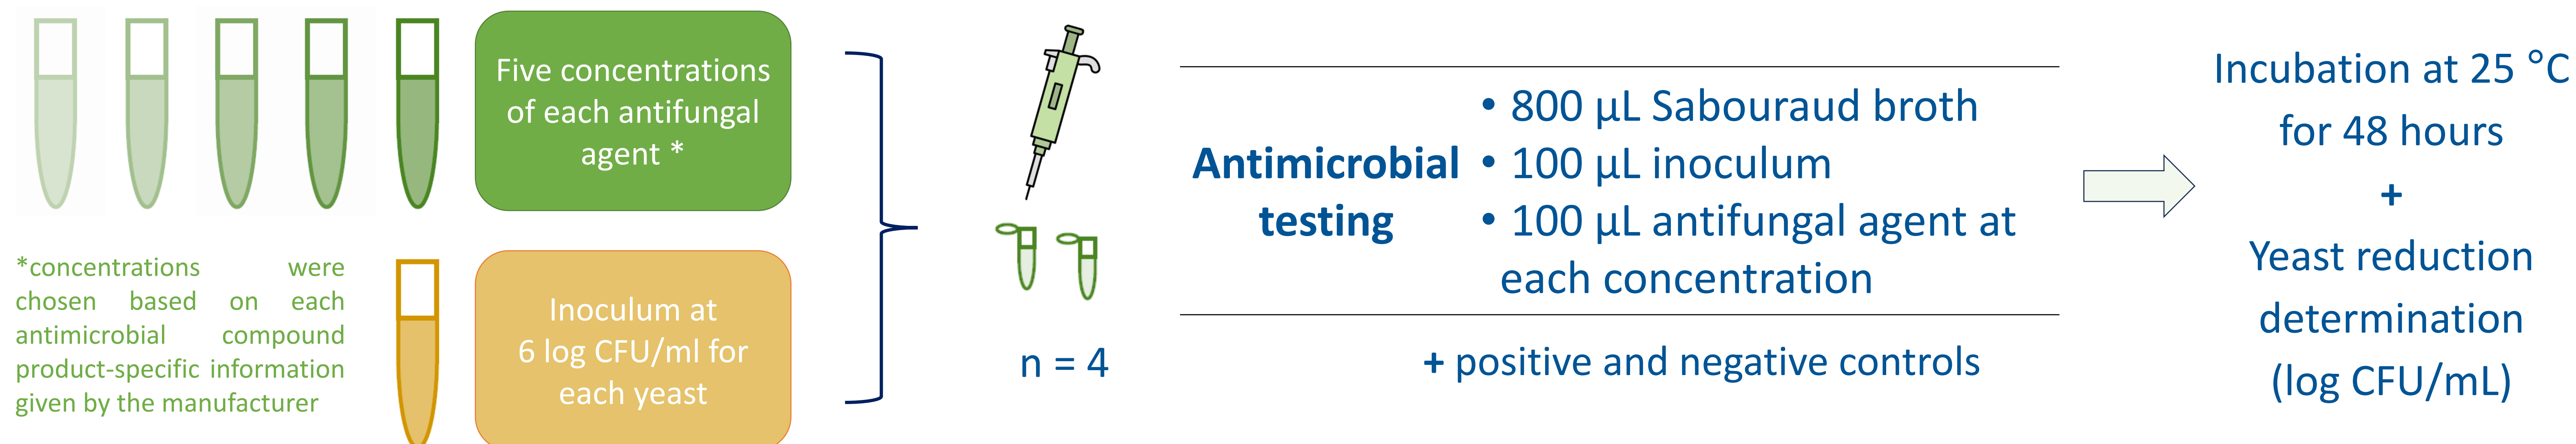 Five concentrations
of each antifungal
agent *
*concentrations were
chosen based on each
antimicrobial compound
product-specific information
given by the manufacturer
Inoculum at
6 log CFU/ml for
each yeast
n = 4
Antimicrobial
testing
• 800 µL Sabouraud broth
• 100 µL inoculum
• 100 µL antifungal agent at
each concentration
+ positive and negative controls
Incubation at 25 °C
for 48 hours
+
Yeast reduction
determination
(log CFU/mL)